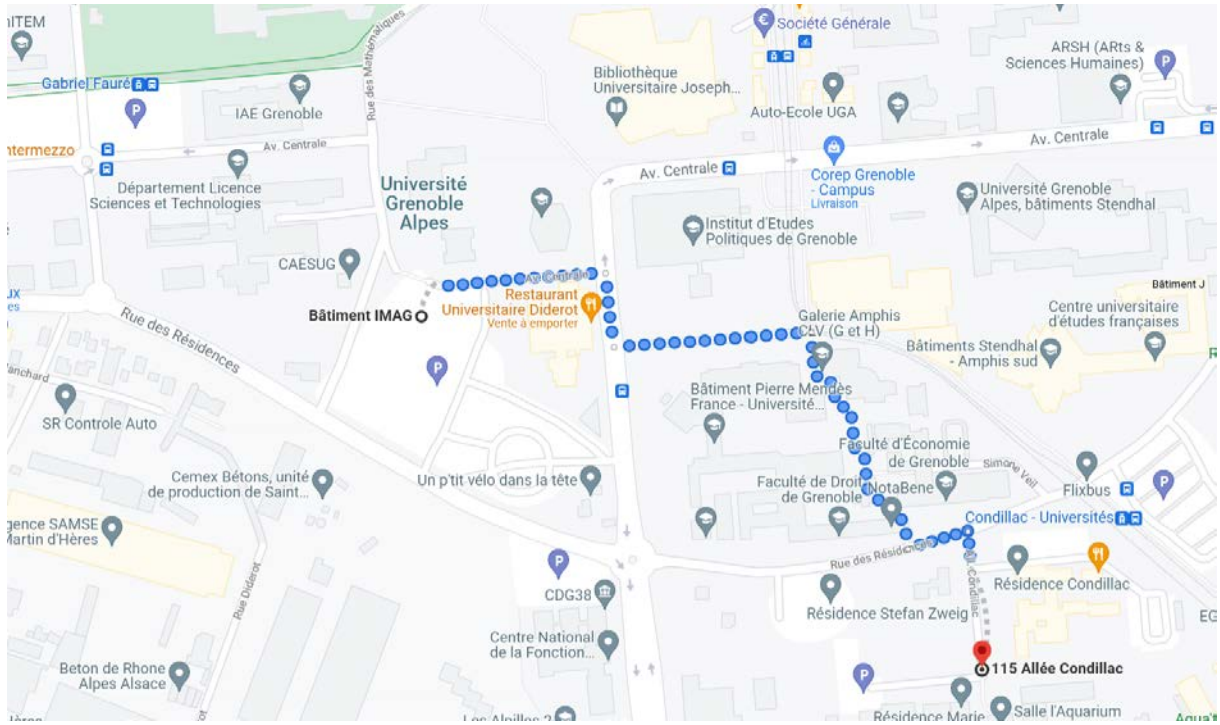 Société Générale
ARSH (ARts &
Sciences Humaines)
P
Gabriel Fauré
P
IAE Grenoble
Rue des Mathématiques
Bibliothèque
Universitaire Joseph...
Auto-Ecole UGA
Intermezzo
Av. Centrale
Av. Centrale
Corep Grenoble
- Campus
Livraison
Département Licence
Sciences et Technologies
Université
Grenoble
Alpes
Institut d'Etudes
Politiques de Grenoble
Université Grenoble
Alpes, bâtiments Stendhal
CAESUG
Av. Centrale
Bâtiment J
Bâtiment IMAG
Restaurant
Universitaire Diderot
Vente à emporter
Galerie Amphis
CLV (G et H)
Centre universitaire
d'études françaises
Rue des Résidences
Bâtiments Stendhal
- Amphis sud
P
Bâtiment Pierre Mendès
France - Université...
SR Controle Auto
Faculté d'Économie
de Grenoble
Simone Veil
Cemex Bétons, unité
de production de Saint...
Un p'tit vélo dans la tête
Faculté de Droit
de Grenoble
NotaBene
Flixbus
P
Condillac - Universités
Martin d'Hères
P
Rue des Résidences
Condillac
Résidence Condillac
CDG38
Résidence Stefan Zweig
Rue Diderot
Centre National
de la Fonction...
Beton de Rhone
Alpes Alsace
115 Allée Condillac
P
P
Résidence Marie
Salle l'Aquarium